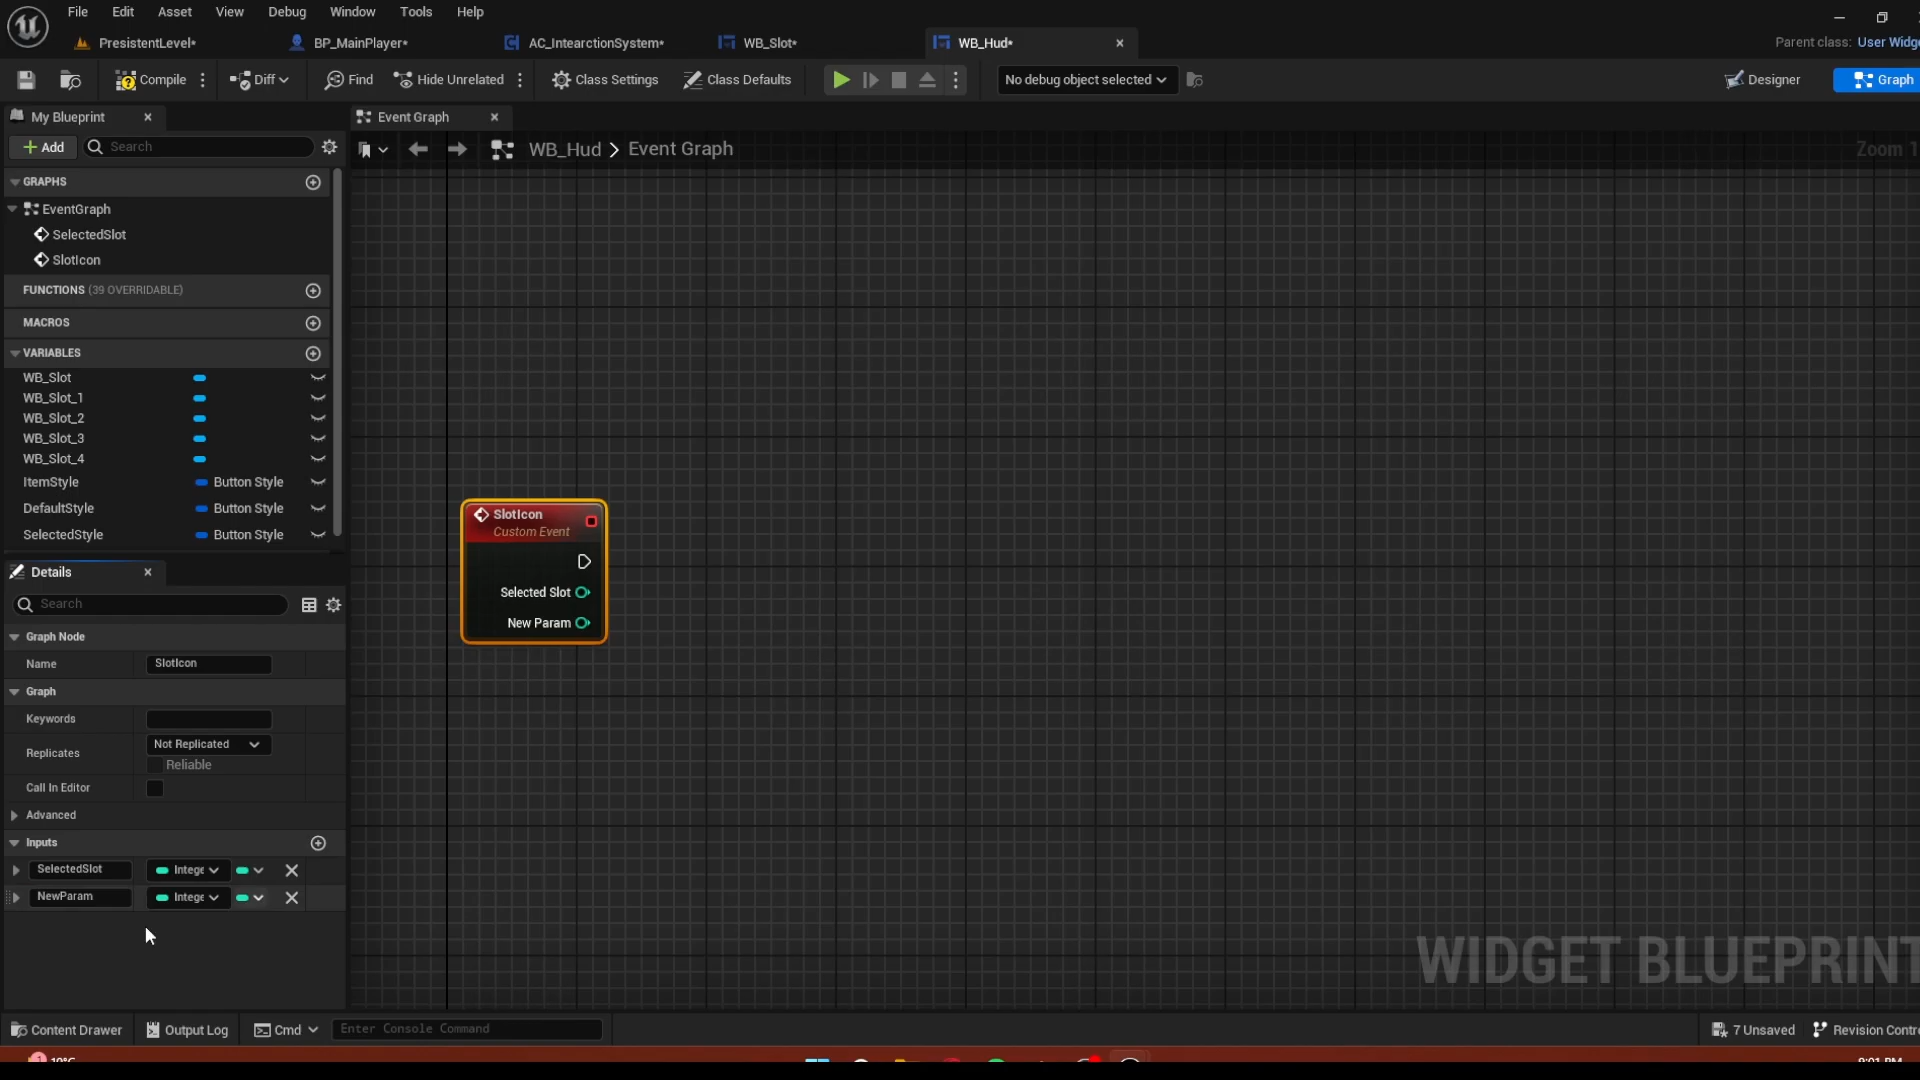 File Edit Asset View Debug Window Tools Help
PresistentLevel* BP_MainPlayer* AC_IntearctionSystem* WB_Slot* WB_Hud* Parent class: User Widge
Compile Diff Find Hide Unrelated Class Settings Class Defaults No debug object selected Designer Graph
My Blueprint Event Graph
Add Search WB_Hud > Event Graph Zoom 1
GRAPHS
EventGraph
SelectedSlot
SlotIcon
FUNCTIONS (39 OVERRIDABLE)
MACROS
VARIABLES
WB_Slot
WB_Slot_1
WB_Slot_2
WB_Slot_3
WB_Slot_4
ItemStyle Button Style
DefaultStyle Button Style
SelectedStyle Button Style
SlotIcon
Custom Event
Selected Slot
New Param
Details
Search
Graph Node
Name SlotIcon
Graph
Keywords
Replicates Not Replicated
Reliable
Call In Editor
Advanced
Inputs
SelectedSlot Intege
NewParam Intege
WIDGET BLUEPRINT
Content Drawer Output Log Cmd Enter Console Command 7 Unsaved Revision Contro